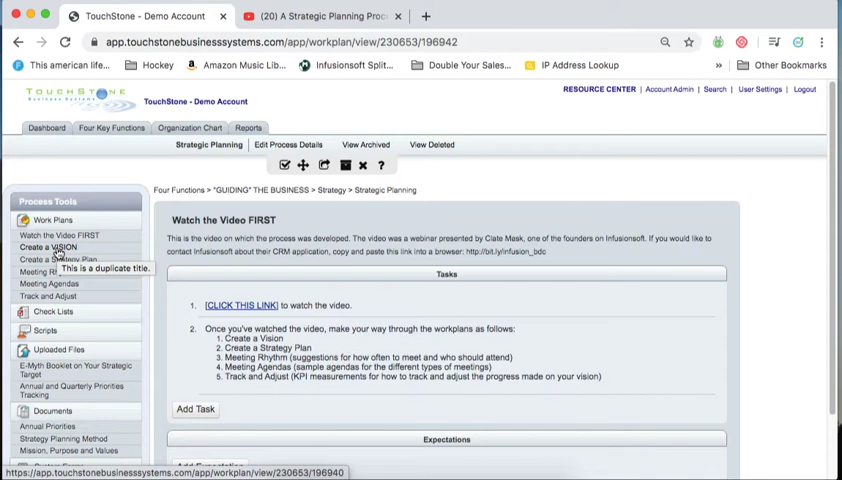 TouchStone - Demo Account
(20) A Strategic Planning Proc
app.touchstonebusinesssystems.com/app/workplan/view/230653/196942
This american life...
Hockey
Amazon Music Lib...
Infusionsoft Split...
Double Your Sales...
IP Address Lookup
»
Other Bookmarks
TOUCHSTONE
Business Systems
TouchStone - Demo Account
RESOURCE CENTER | Account Admin | Search | User Settings | Logout
Dashboard
Four Key Functions
Organization Chart
Reports
Strategic Planning
Edit Process Details
View Archived
View Deleted
Process Tools
Work Plans
Watch the Video FIRST
Create a VISION
Create a Strategy Plan
This is a duplicate title.
Meeting
Meeting Agendas
Track and Adjust
Check Lists
Scripts
Uploaded Files
E-Myth Booklet on Your Strategic
Target
Annual and Quarterly Priorities
Tracking
Documents
Annual Priorities
Strategy Planning Method
Mission, Purpose and Values
Four Functions > "GUIDING" THE BUSINESS > Strategy > Strategic Planning
Watch the Video FIRST
This is the video on which the process was developed. The video was a webinar presented by Clate Mask, one of the founders on Infusionsoft. If you would like to
contact Infusionsoft about their CRM application, copy and paste this link into a browser: http://bit.ly/infusion_bdc
Tasks
1. [CLICK THIS LINK] to watch the video.
2. Once you've watched the video, make your way through the workplans as follows:
1. Create a Vision
2. Create a Strategy Plan
3. Meeting Rhythm (suggestions for how often to meet and who should attend)
4. Meeting Agendas (sample agendas for the different types of meetings)
5. Track and Adjust (KPI measurements for how to track and adjust the progress made on your vision)
Add Task
Expectations
Add Expectation
https://app.touchstonebusinesssystems.com/app/workplan/view/230653/196940